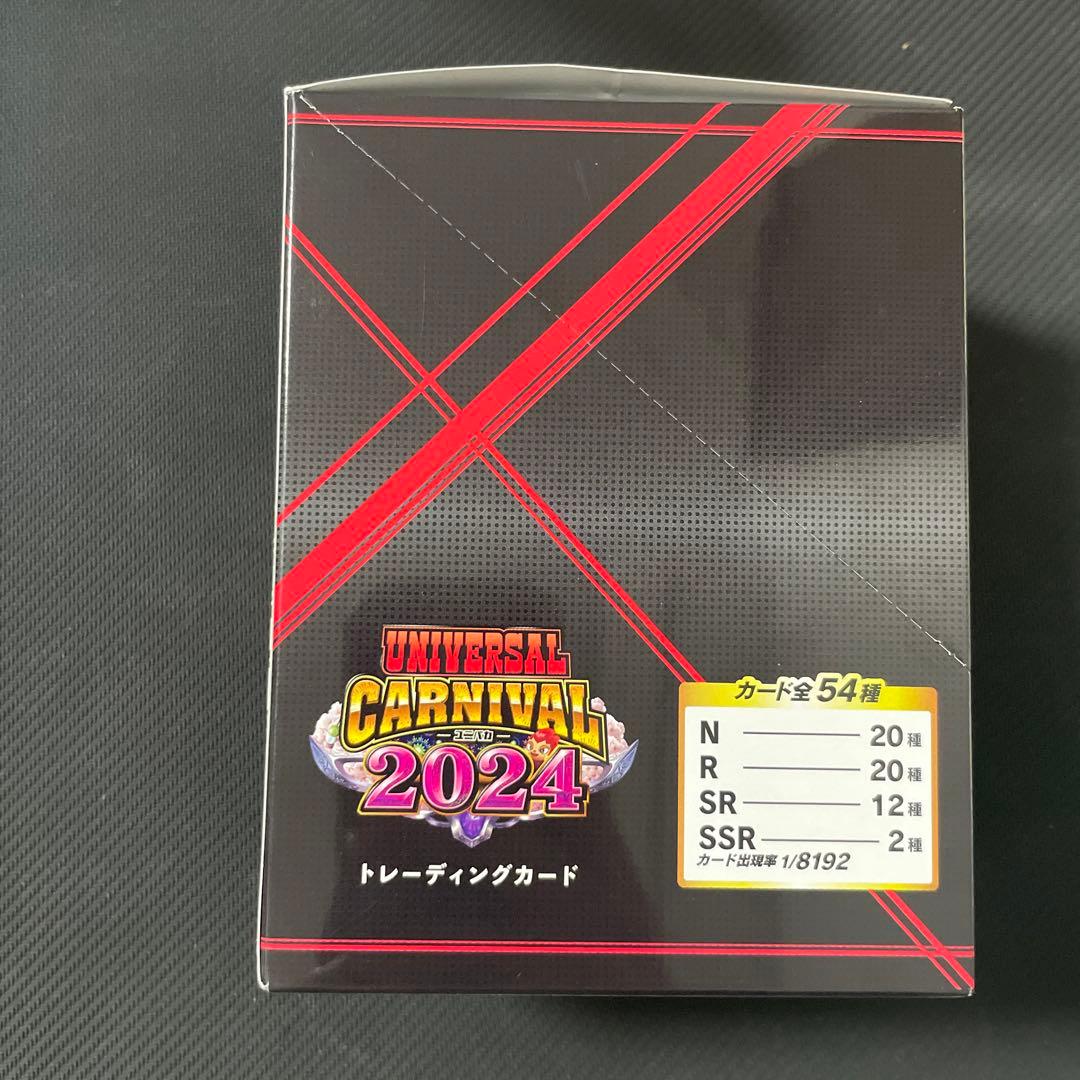 UNIVERSAL
CARNIVAL
ユニバカ
2024
トレーディングカード
カード全54種
N 20種
R 20種
SR 12種
SSR 2種
カード出現率 1/8192